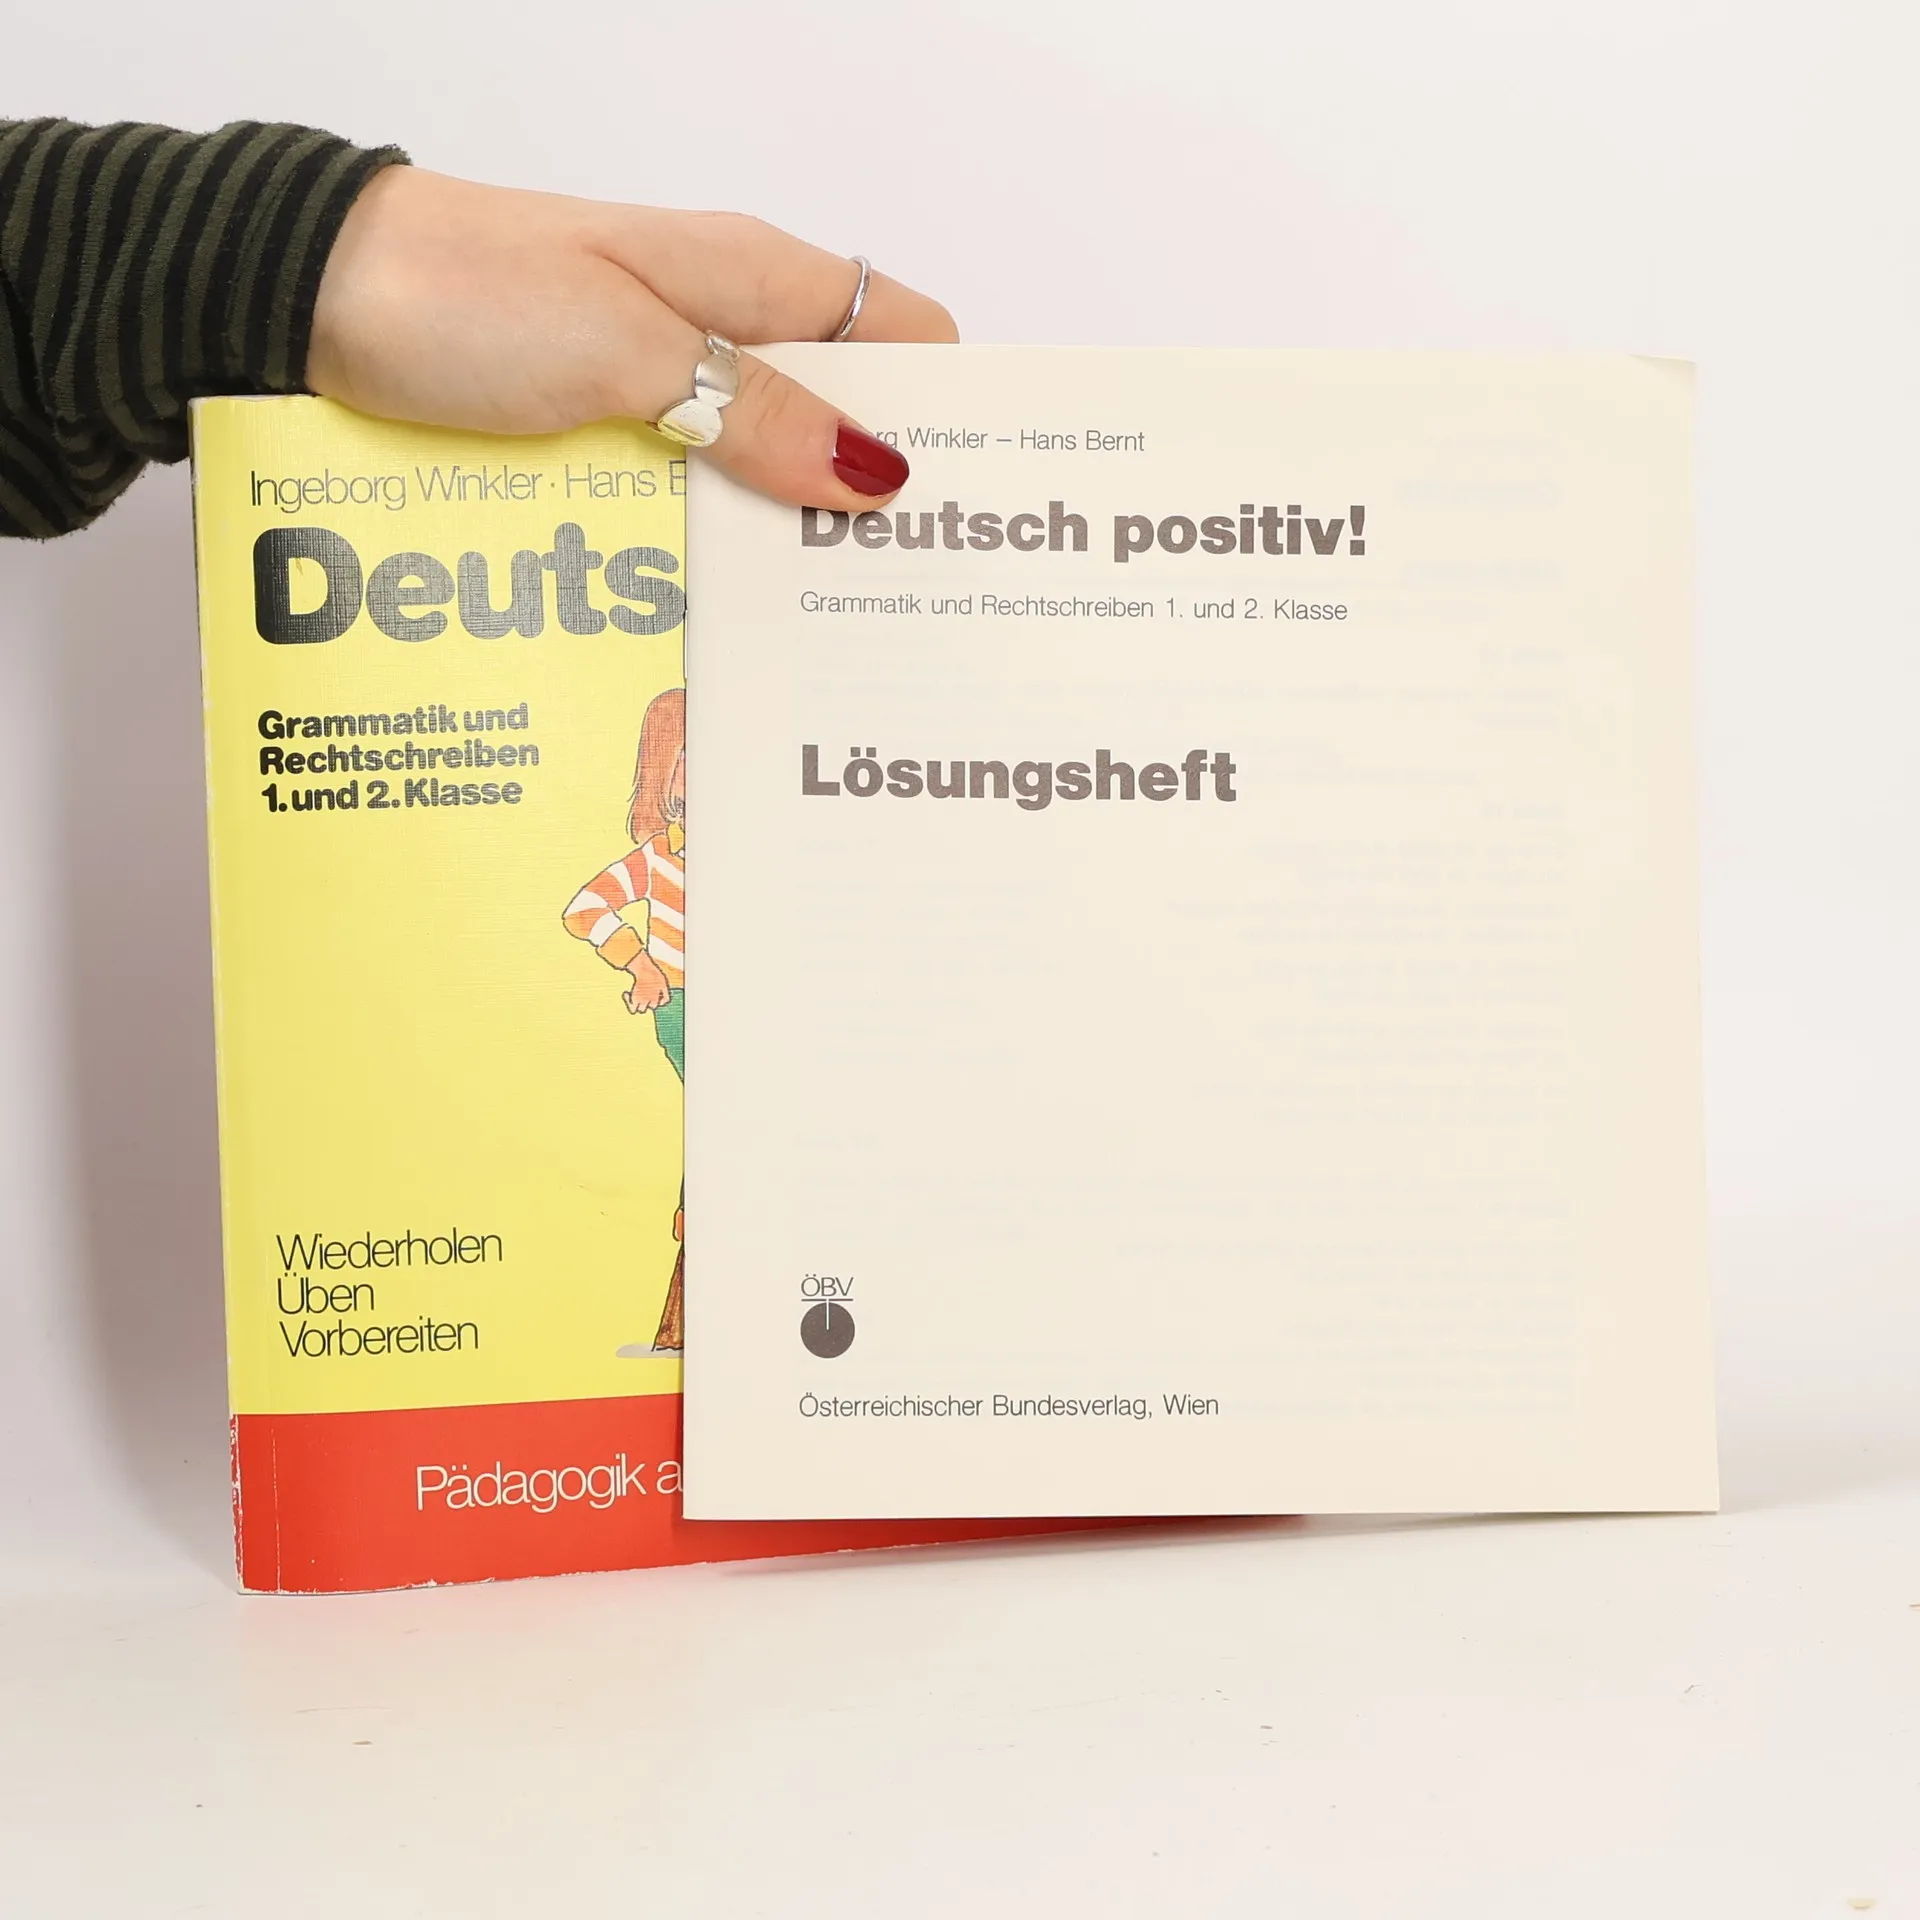 Ingeborg Winkler · Hans
Deuts
Grammatik und
Rechtschreiben
1. und 2. Klasse
Wiederholen
Üben
Vorbereiten
Pädagogik a
rg Winkler – Hans Bernt
Deutsch positiv!
Grammatik und Rechtschreiben 1. und 2. Klasse
Lösungsheft
ÖBV
Österreichischer Bundesverlag, Wien